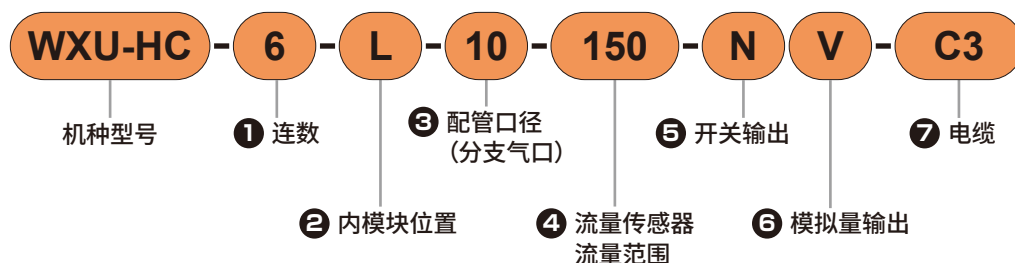 WXU-HC - 6 - L - 10 - 150 - N V - C3
机种型号
❶ 连数
❷ 内模块位置
❸ 配管口径
（分支气口）
❹ 流量传感器
流量范围
❺ 开关输出
❻ 模拟量输出
❼ 电缆